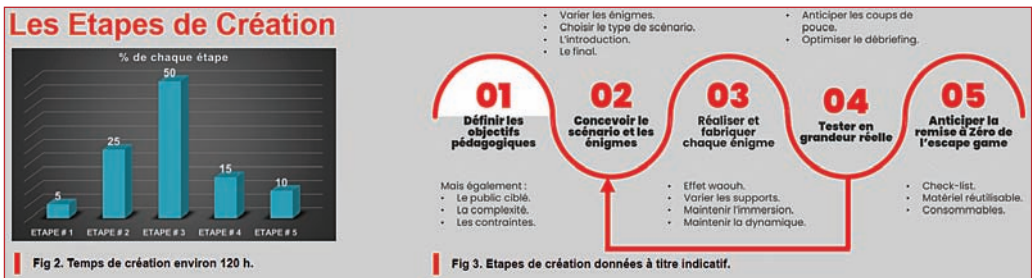 Les Etapes de Création
% de chaque étape
5
25
50
15
10
ETAPE # 1
ETAPE # 2
ETAPE # 3
ETAPE # 4
ETAPE # 5
Fig 2. Temps de création environ 120 h.
• Varier les énigmes.
• Choisir le type de scénario.
• L'introduction.
• Le final.
• Anticiper les coups de
pouce.
• Optimiser le débriefing.
01
Définir les
objectifs
pédagogiques
02
Concevoir le
scénario et les
énigmes
03
Réaliser et
fabriquer
chaque énigme
04
Tester en
grandeur réelle
05
Anticiper la
remise à Zéro de
l'escape game
Mais également :
• Le public ciblé.
• La complexité.
• Les contraintes.
• Effet waouh.
• Varier les supports.
• Maintenir l'immersion.
• Maintenir la dynamique.
• Check-list.
• Matériel réutilisable.
• Consommables.
Fig 3. Etapes de création données à titre indicatif.